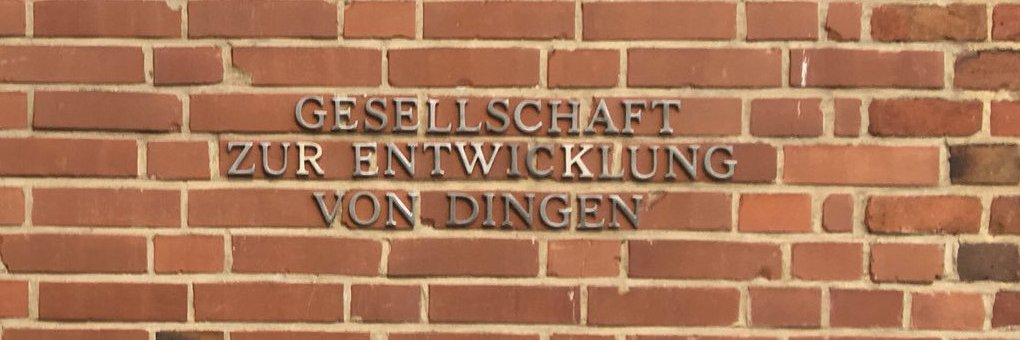 GESELLSCHAFT
ZUR ENTWICKLUNG
VON DINGEN